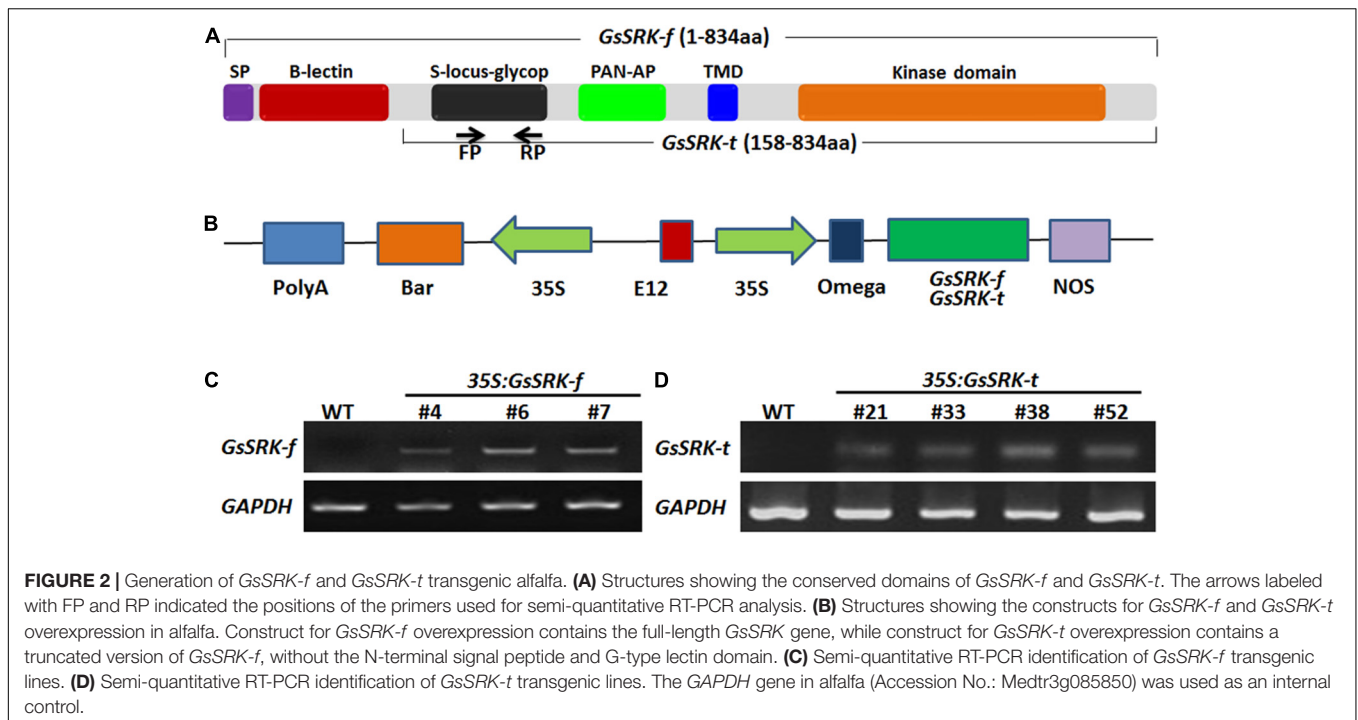 A
GsSRK-f (1-834aa)
SP B-lectin S-locus-glycop PAN-AP TMD Kinase domain
FP RP
GsSRK-t (158-834aa)
B
PolyA Bar 35S E12 35S Omega GsSRK-f GsSRK-t NOS
C
35S:GsSRK-f
WT #4 #6 #7
GsSRK-f
GAPDH
D
35S:GsSRK-t
WT #21 #33 #38 #52
GsSRK-t
GAPDH
FIGURE 2 | Generation of GsSRK-f and GsSRK-t transgenic alfalfa. (A) Structures showing the conserved domains of GsSRK-f and GsSRK-t. The arrows labeled
with FP and RP indicated the positions of the primers used for semi-quantitative RT-PCR analysis. (B) Structures showing the constructs for GsSRK-f and GsSRK-t
overexpression in alfalfa. Construct for GsSRK-f overexpression contains the full-length GsSRK gene, while construct for GsSRK-t overexpression contains a
truncated version of GsSRK-f, without the N-terminal signal peptide and G-type lectin domain. (C) Semi-quantitative RT-PCR identification of GsSRK-f transgenic
lines. (D) Semi-quantitative RT-PCR identification of GsSRK-t transgenic lines. The GAPDH gene in alfalfa (Accession No.: Medtr3g085850) was used as an internal
control.